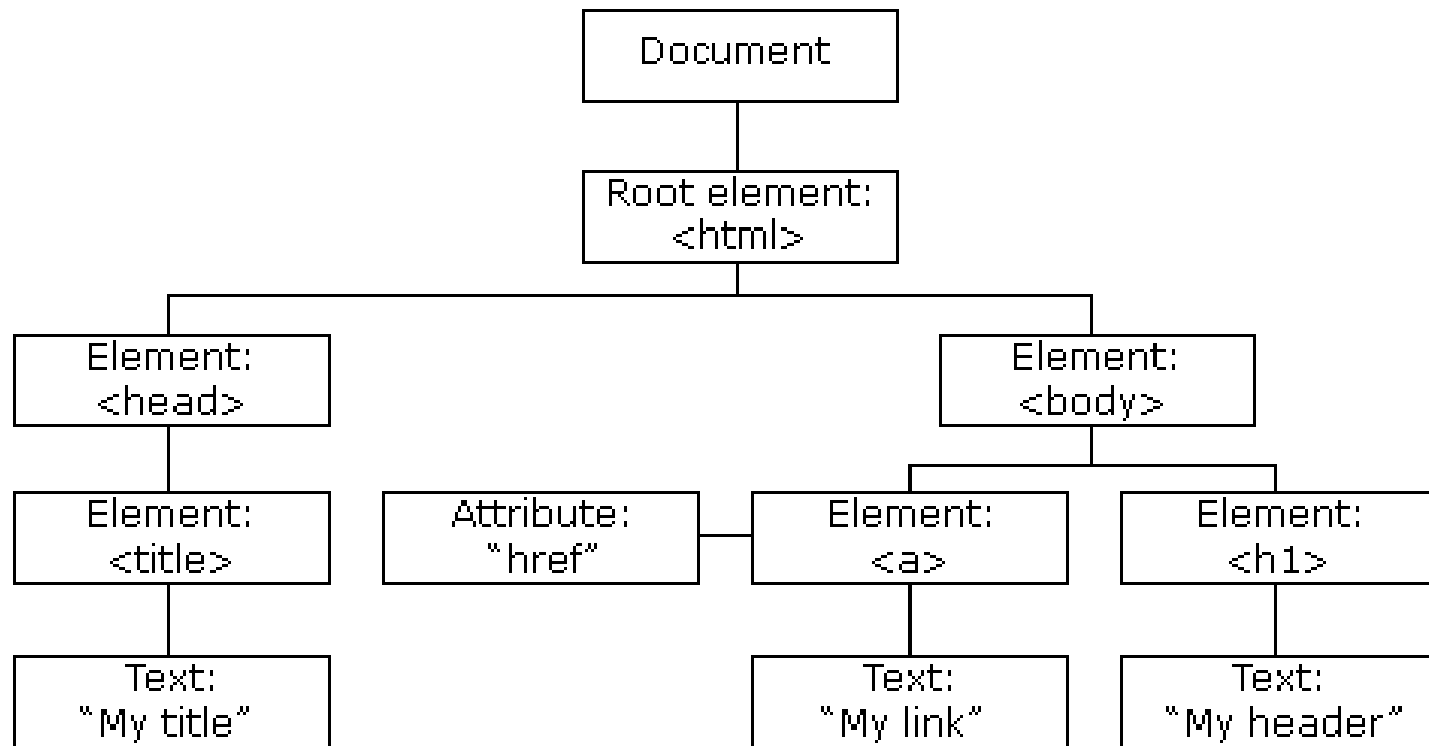 Document
Root element:
<html>
Element:
<head>
Element:
<body>
Element:
<title>
Attribute:
“href”
Element:
<a>
Element:
<h1>
Text:
“My title”
Text:
“My link”
Text:
“My header”